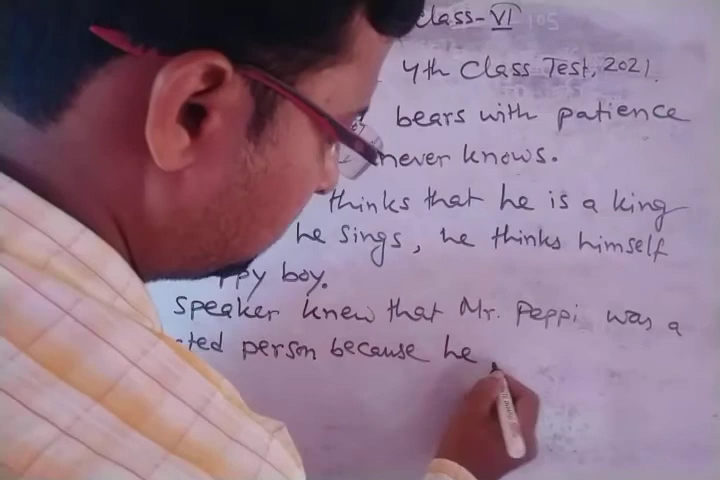 class-VI 105
4th Class Test, 2021.
bears with patience
never knows.
thinks that he is a king
he sings, he thinks himself
ppy boy.
Speaker knew that Mr. Peppi was a
ted person because he